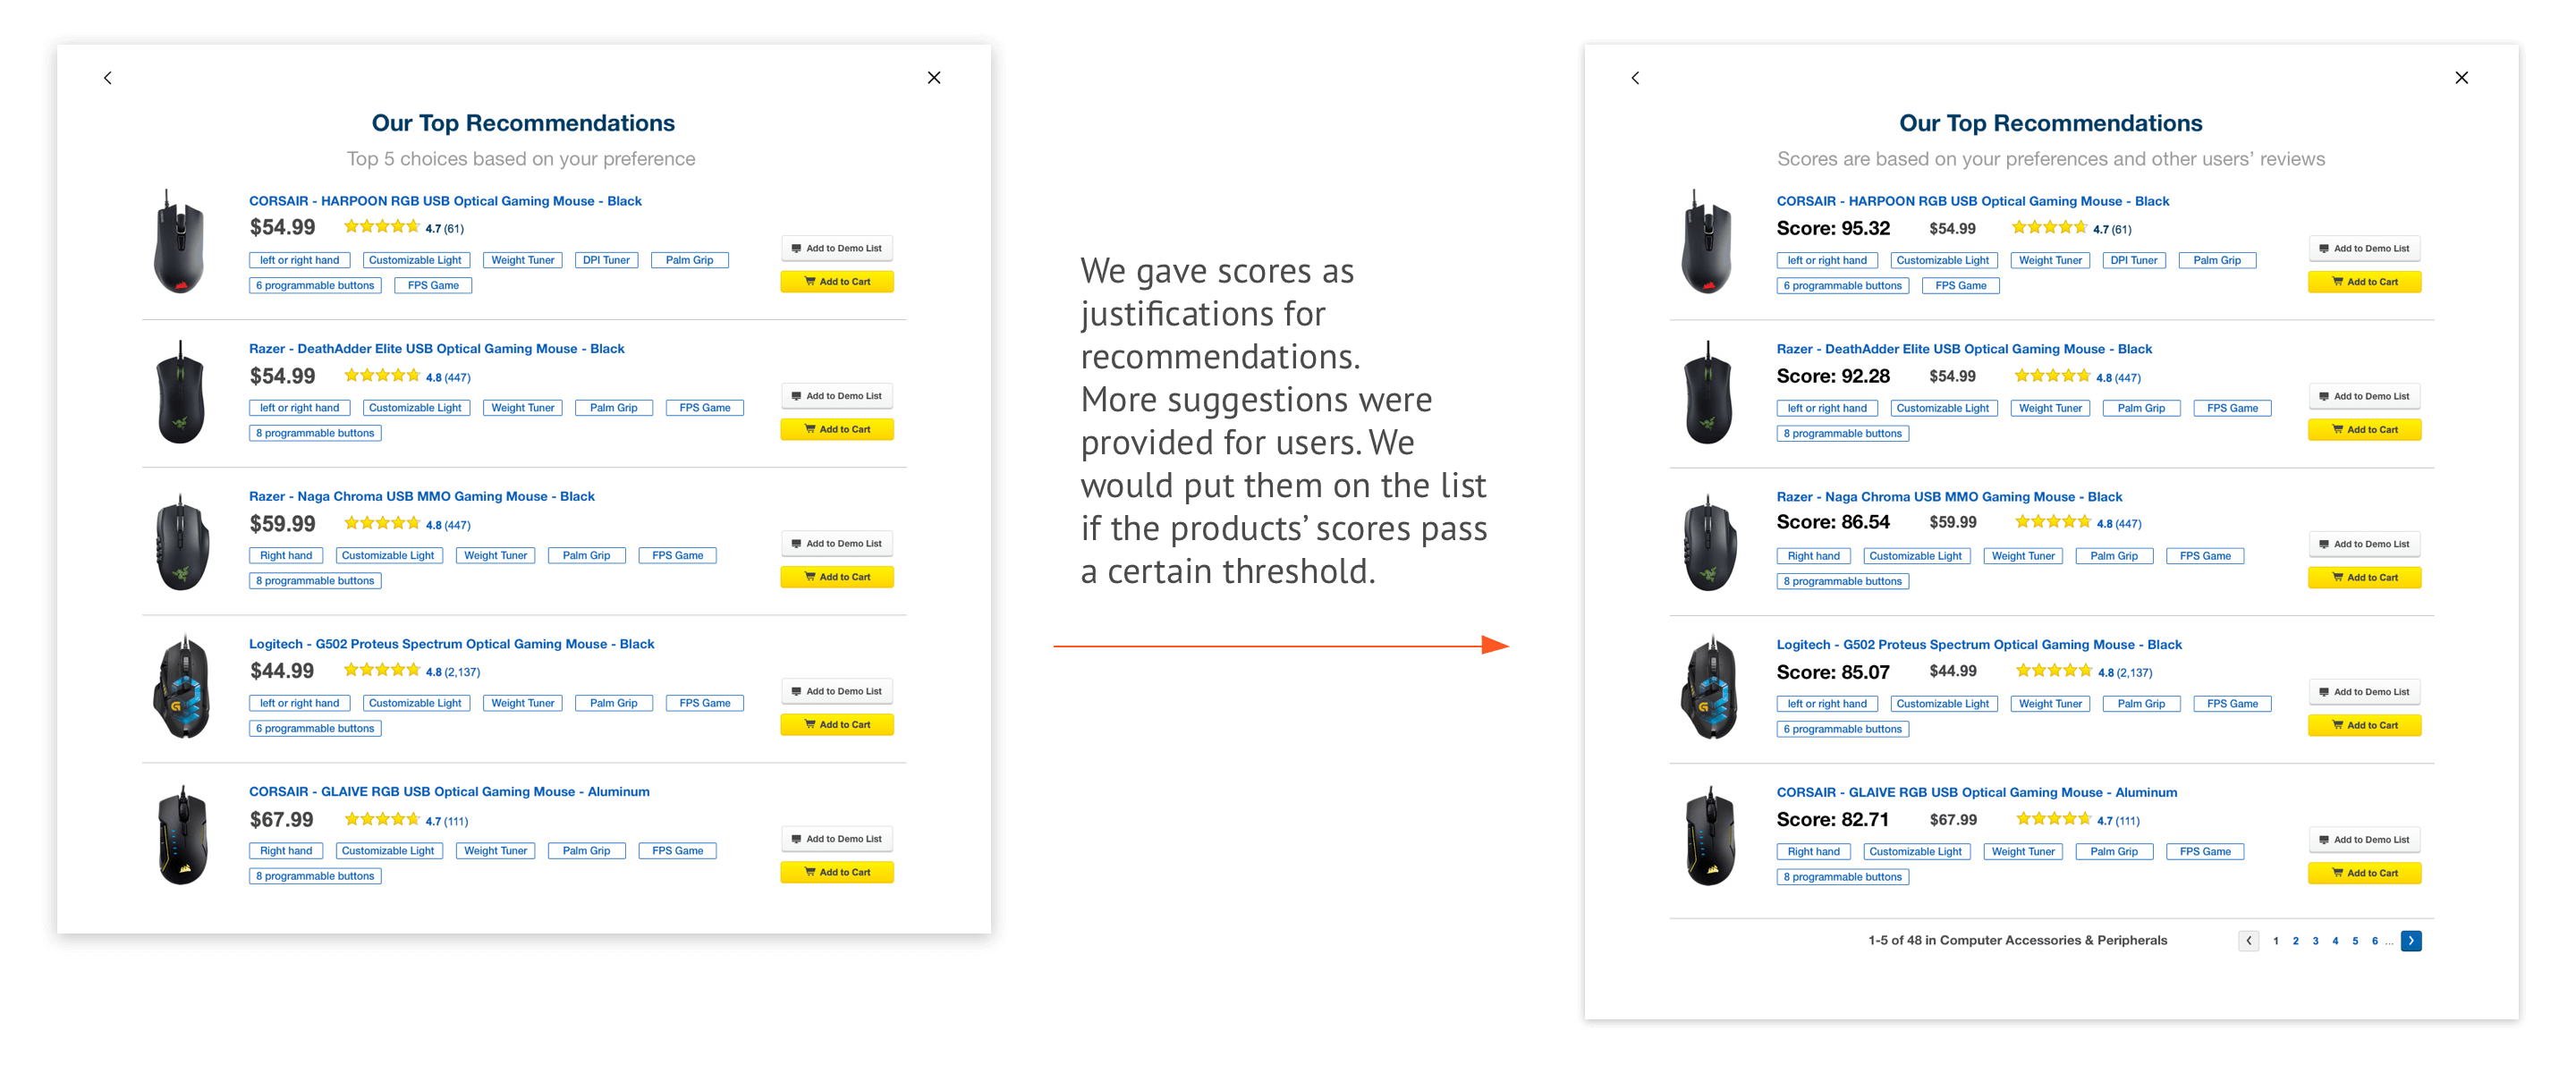 Our Top Recommendations
Top 5 choices based on your preference
CORSAIR - HARPOON RGB USB Optical Gaming Mouse - Black
$54.99 4.7 (61)
Add to Demo List
left or right hand Customizable Light Weight Tuner DPI Tuner Palm Grip
Add to Cart
6 programmable buttons FPS Game
Razer - DeathAdder Elite USB Optical Gaming Mouse - Black
$54.99 4.8 (447)
Add to Demo List
left or right hand Customizable Light Weight Tuner Palm Grip FPS Game
Add to Cart
8 programmable buttons
Razer - Naga Chroma USB MMO Gaming Mouse - Black
$59.99 4.8 (447)
Add to Demo List
Right hand Customizable Light Weight Tuner Palm Grip FPS Game
Add to Cart
8 programmable buttons
Logitech - G502 Proteus Spectrum Optical Gaming Mouse - Black
$44.99 4.8 (2,137)
Add to Demo List
left or right hand Customizable Light Weight Tuner Palm Grip FPS Game
Add to Cart
6 programmable buttons
CORSAIR - GLAIVE RGB USB Optical Gaming Mouse - Aluminum
$67.99 4.7 (111)
Add to Demo List
Right hand Customizable Light Weight Tuner Palm Grip FPS Game
Add to Cart
8 programmable buttons
We gave scores as
justifications for
recommendations.
More suggestions were
provided for users. We
would put them on the list
if the products’ scores pass
a certain threshold.
Our Top Recommendations
Scores are based on your preferences and other users’ reviews
CORSAIR - HARPOON RGB USB Optical Gaming Mouse - Black
Score: 95.32 $54.99 4.7 (61)
Add to Demo List
left or right hand Customizable Light Weight Tuner DPI Tuner Palm Grip
Add to Cart
6 programmable buttons FPS Game
Razer - DeathAdder Elite USB Optical Gaming Mouse - Black
Score: 92.28 $54.99 4.8 (447)
Add to Demo List
left or right hand Customizable Light Weight Tuner Palm Grip FPS Game
Add to Cart
8 programmable buttons
Razer - Naga Chroma USB MMO Gaming Mouse - Black
Score: 86.54 $59.99 4.8 (447)
Add to Demo List
Right hand Customizable Light Weight Tuner Palm Grip FPS Game
Add to Cart
8 programmable buttons
Logitech - G502 Proteus Spectrum Optical Gaming Mouse - Black
Score: 85.07 $44.99 4.8 (2,137)
Add to Demo List
left or right hand Customizable Light Weight Tuner Palm Grip FPS Game
Add to Cart
6 programmable buttons
CORSAIR - GLAIVE RGB USB Optical Gaming Mouse - Aluminum
Score: 82.71 $67.99 4.7 (111)
Add to Demo List
Right hand Customizable Light Weight Tuner Palm Grip FPS Game
Add to Cart
8 programmable buttons
1-5 of 48 in Computer Accessories & Peripherals 1 2 3 4 5 6 ...